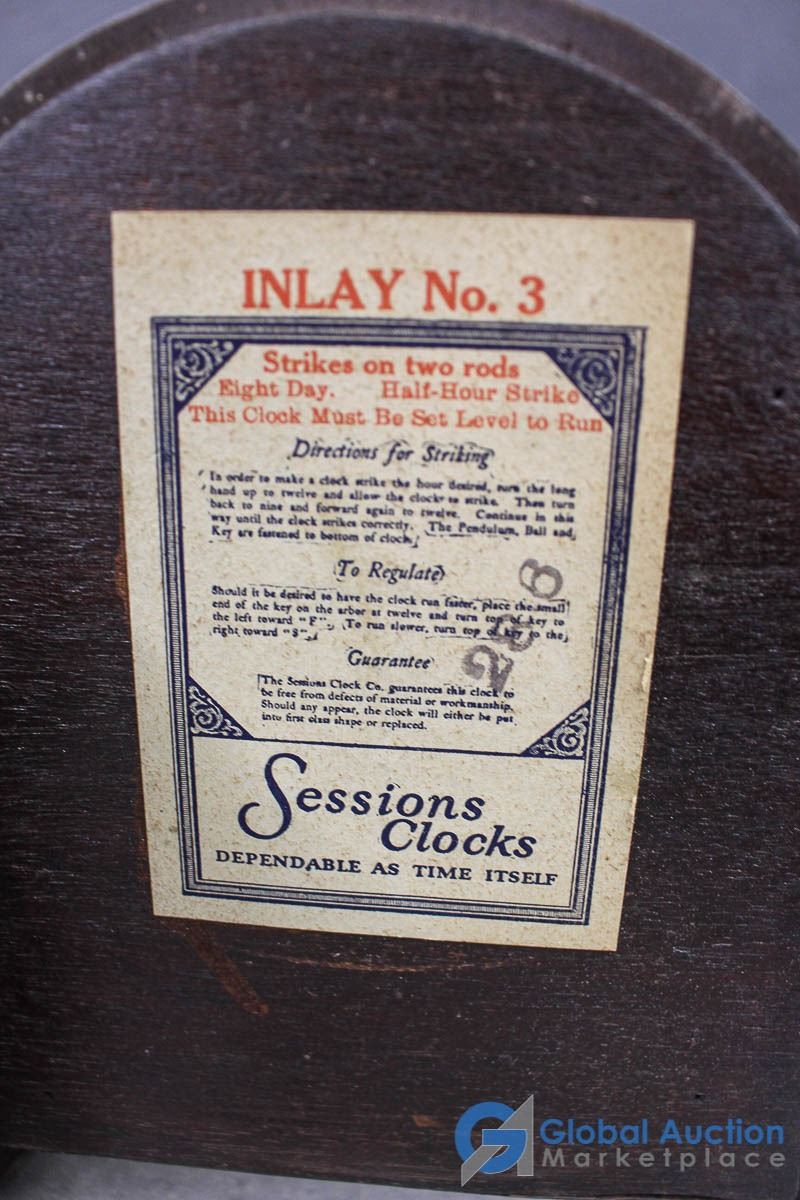 INLAY No. 3
Strikes on two rods
Eight Day. Half-Hour Strike
This Clock Must Be Set Level to Run
Directions for Striking
In order to make a clock strike the hour desired, turn the long
hand up to twelve and allow the clock to strike. Then turn
back to nine and forward again to twelve. Continue in this
way until the clock strikes correctly. The Pendulum, Ball and
Key are fastened to bottom of clock.
To Regulate
Should it be desired to have the clock run faster, place the small
end of the key on the arbor at twelve and turn top of key to
the left toward "F". To run slower, turn top of key to the
right toward "S".
Guarantee
The Sessions Clock Co. guarantees this clock to
be free from defects of material or workmanship.
Should any appear, the clock will either be put
into first class shape or replaced.
Sessions
Clocks
DEPENDABLE AS TIME ITSELF
Global Auction
Marketplace